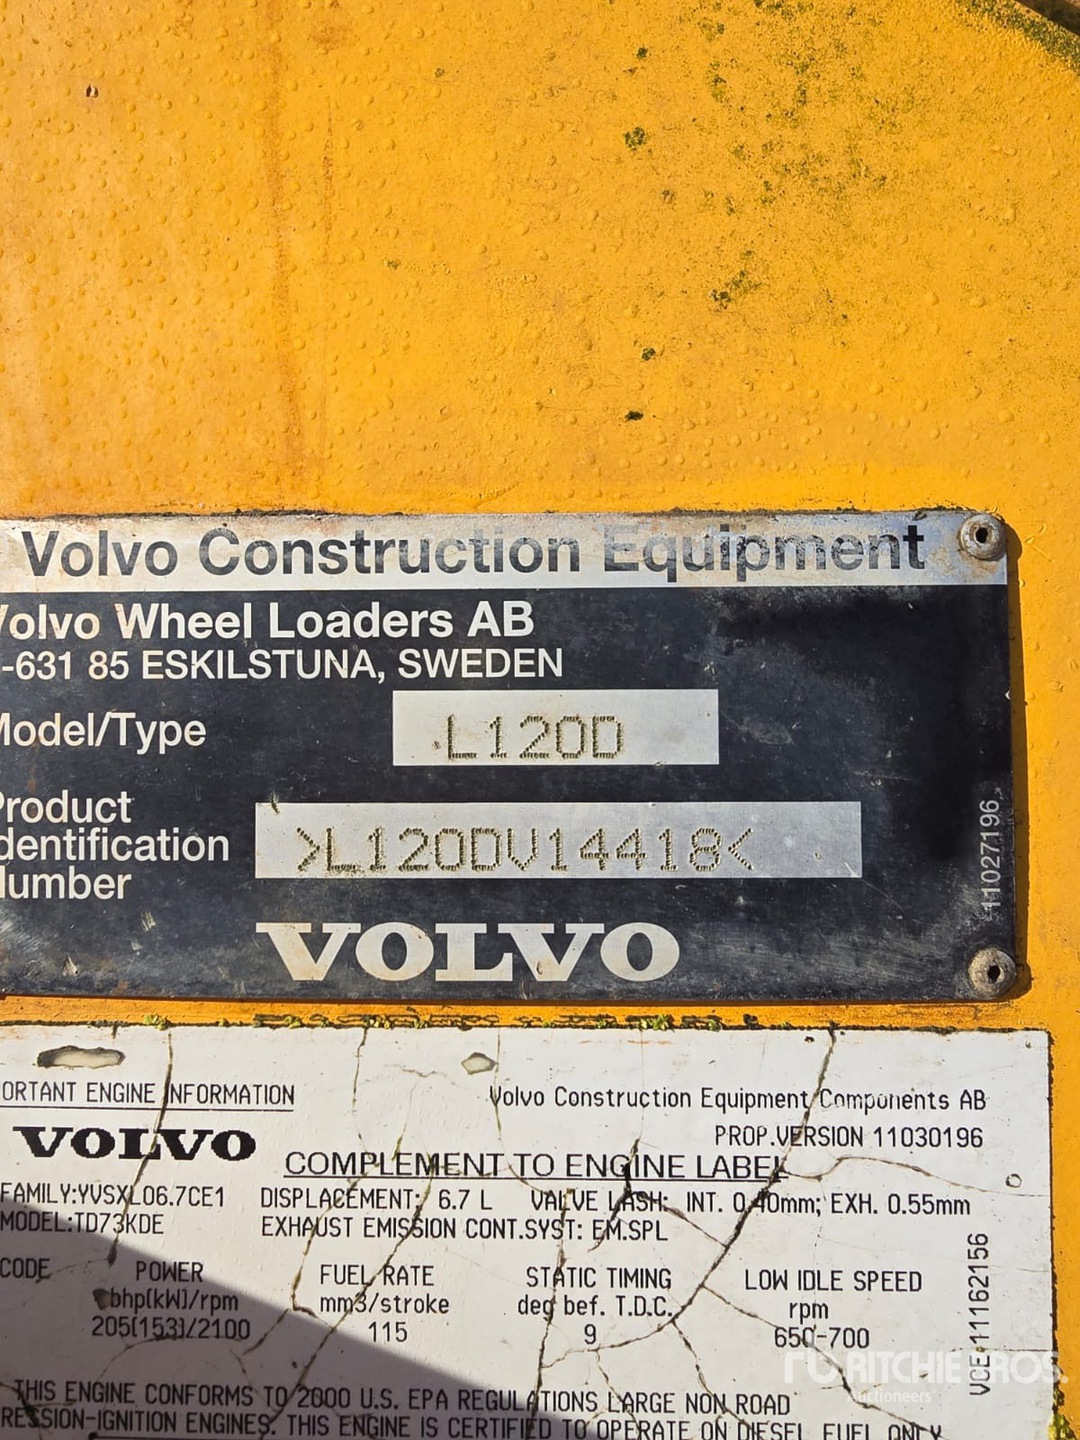 Volvo Construction Equipment
Volvo Wheel Loaders AB
-631 85 ESKILSTUNA, SWEDEN
Model/Type
L120D
Product
Identification
Number
>L120DV14418<
11027196
VOLVO
ORTANT ENGINE INFORMATION
Volvo Construction Equipment Components AB
VOLVO
PROP.VERSION 11030196
COMPLEMENT TO ENGINE LABEL
FAMILY:YVSXL06.7CE1 DISPLACEMENT: 6.7 L VALVE LASH: INT. 0.40mm; EXH. 0.55mm
MODEL:TD73KDE EXHAUST EMISSION CONT.SYST: EM.SPL
CODE POWER FUEL RATE STATIC TIMING LOW IDLE SPEED
bhp(kW)/rpm mm3/stroke deg bef. T.D.C. rpm
205(153)/2100 115 9 650-700
VCE 11162156
THIS ENGINE CONFORMS TO 2000 U.S. EPA REGULATIONS LARGE NON ROAD
RESSION-IGNITION ENGINES. THIS ENGINE IS CERTIFIED TO OPERATE ON DIESEL FUEL ONLY
RITCHIE BROS.
Auctioneers